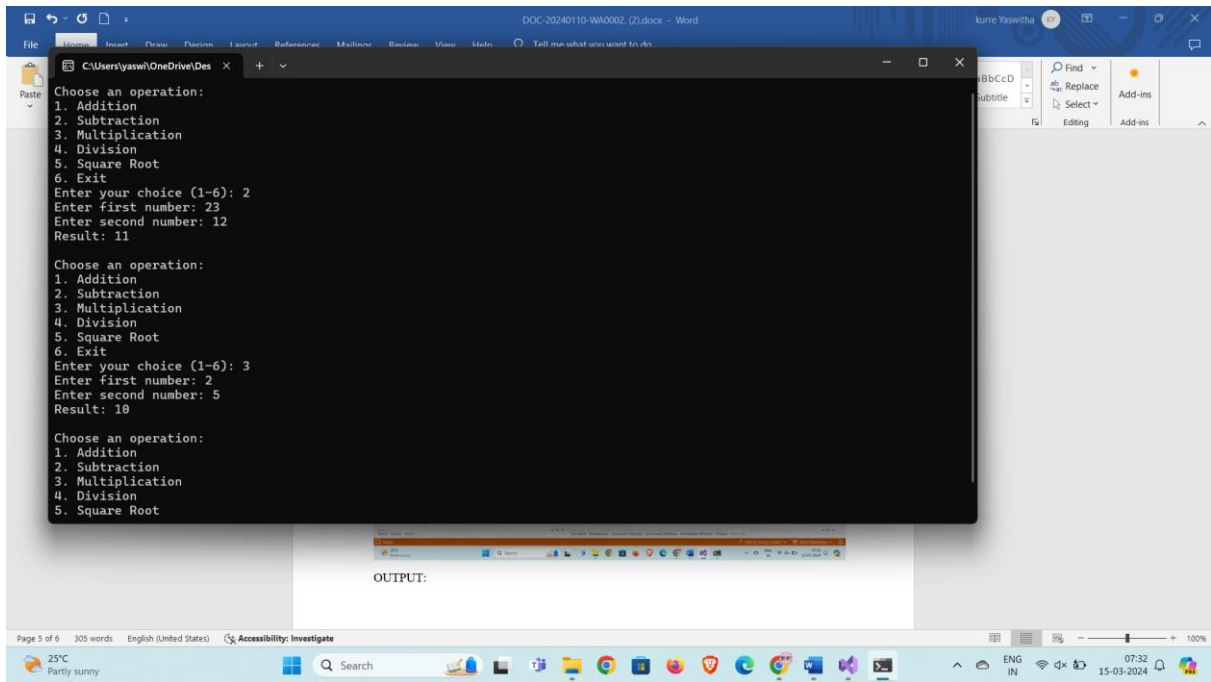 DOC-20240110-WA0002. (2).docx - Word
kurre Yaswitha
KY
File Home Insert Draw Design Layout References Mailings Review View Help Tell me what you want to do
C:\Users\yaswi\OneDrive\Des
Paste
Choose an operation:
1. Addition
2. Subtraction
3. Multiplication
4. Division
5. Square Root
6. Exit
Enter your choice (1-6): 2
Enter first number: 23
Enter second number: 12
Result: 11
Choose an operation:
1. Addition
2. Subtraction
3. Multiplication
4. Division
5. Square Root
6. Exit
Enter your choice (1-6): 3
Enter first number: 2
Enter second number: 5
Result: 10
Choose an operation:
1. Addition
2. Subtraction
3. Multiplication
4. Division
5. Square Root
BbCcD
Subtitle
Find
Replace
Select
Editing
Add-ins
Add-ins
OUTPUT:
Page 5 of 6 305 words English (United States) Accessibility: Investigate
100%
25°C
Partly sunny
Search
ENG
IN
07:32
15-03-2024